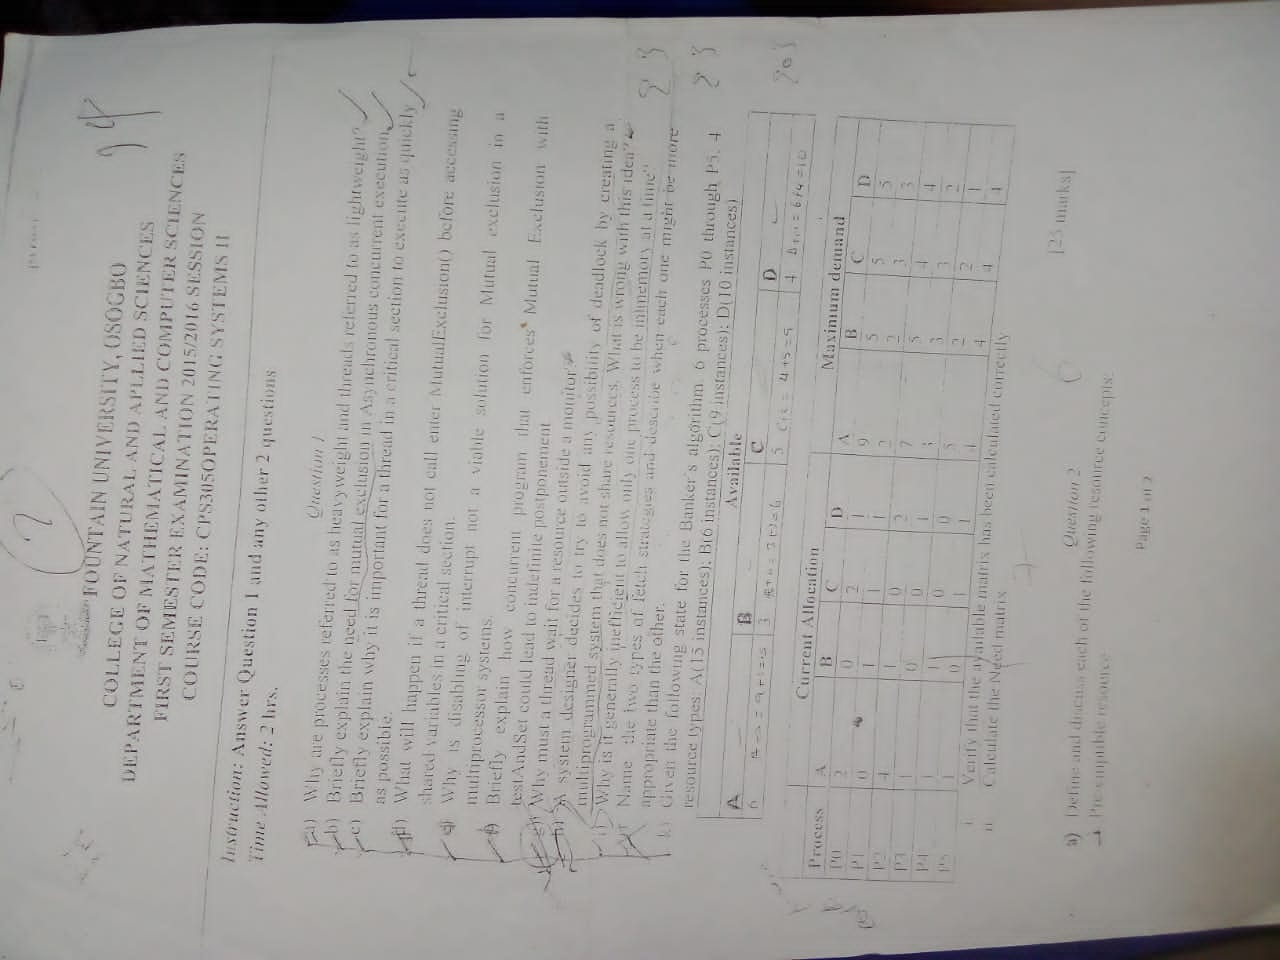 FOUNTAIN UNIVERSITY, OSOGBO
COLLEGE OF NATURAL AND APLLIED SCIENCES
DEPARTMENT OF MATHEMATICAL AND COMPUTER SCIENCES
FIRST SEMESTER EXAMINATION 2015/2016 SESSION
COURSE CODE: CPS305OPERATING SYSTEMS II
Instruction: Answer Question 1 and any other 2 questions
Time Allowed: 2 hrs.
Question 1
a) Why are processes referred to as heavyweight and threads referred to as lightweight?
b) Briefly explain the need for mutual exclusion in Asynchronous concurrent execution
c) Briefly explain why it is important for a thread in a critical section to execute as quickly
as possible.
d) What will happen if a thread does not call enter MutualExclusion() before accessing
shared variables in a critical section.
e) Why is disabling of interrupt not a viable solution for Mutual exclusion in a
multiprocessor systems.
f) Briefly explain how concurrent program that enforces Mutual Exclusion with
testAndSet could lead to indefinite postponement
g) Why must a thread wait for a resource outside a monitor
h) A system designer decides to try to avoid any possibility of deadlock by creating a
multiprogrammed system that does not share resources. What is wrong with this idea?
i) Why is it generally inefficient to allow only one process to be in memory at a time?
Name the two types of fetch strategies and describe when each one might be more
appropriate than the other.
k) Given the following state for the Banker's algorithm. 6 processes P0 through P5. 4
resource types: A(15 instances); B(6 instances); C(9 instances); D(10 instances)
Available
A B C D
6 3 5 4
Current Allocation Maximum demand
Process A B C D A B C D
P0 2 0 2 1 9 5 5 5
P1 0 1 1 1 2 2 3 3
P2 4 1 0 2 7 5 4 4
P3 1 0 0 1 3 3 3 2
P4 1 1 0 0 5 2 2 1
P5 1 0 1 1 4 4 4 4
i Verify that the available matrix has been calculated correctly
ii Calculate the Need matrix
[23 marks]
Question 2
a) Define and discuss each of the following resource concepts:
Preemptible resource
Page 1 of 2